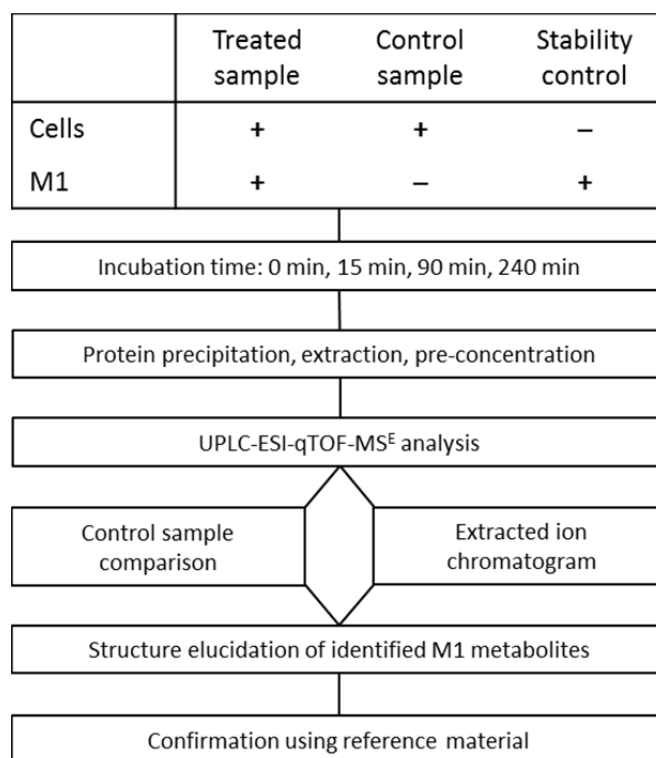 Treated Control Stability
sample sample control
Cells + + –
M1 + – +
Incubation time: 0 min, 15 min, 90 min, 240 min
Protein precipitation, extraction, pre-concentration
UPLC-ESI-qTOF-MSᴱ analysis
Control sample
comparison
Extracted ion
chromatogram
Structure elucidation of identified M1 metabolites
Confirmation using reference material